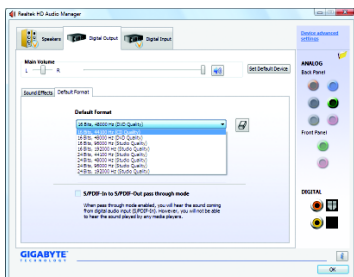 Realtek HD Audio Manager
Speakers
Digital Output
Digital Input
Device advanced settings
Main Volume
L
R
Set Default Device
ANALOG
Back Panel
Sound Effects
Default Format
Default Format
16 Bits, 48000 Hz (DVD Quality)
16 Bits, 44100 Hz (CD Quality)
16 Bits, 48000 Hz (DVD Quality)
16 Bits, 96000 Hz (Studio Quality)
16 Bits, 192000 Hz (Studio Quality)
24 Bits, 44100 Hz (Studio Quality)
24 Bits, 48000 Hz (Studio Quality)
24 Bits, 96000 Hz (Studio Quality)
24 Bits, 192000 Hz (Studio Quality)
Front Panel
S/PDIF-In to S/PDIF-Out pass through mode
When pass through mode enabled, you will hear the sound coming
from digital audio input (S/PDIF-In). However, you will not be able
to hear the sound played by any media players.
DIGITAL
GIGABYTE
TECHNOLOGY
OK